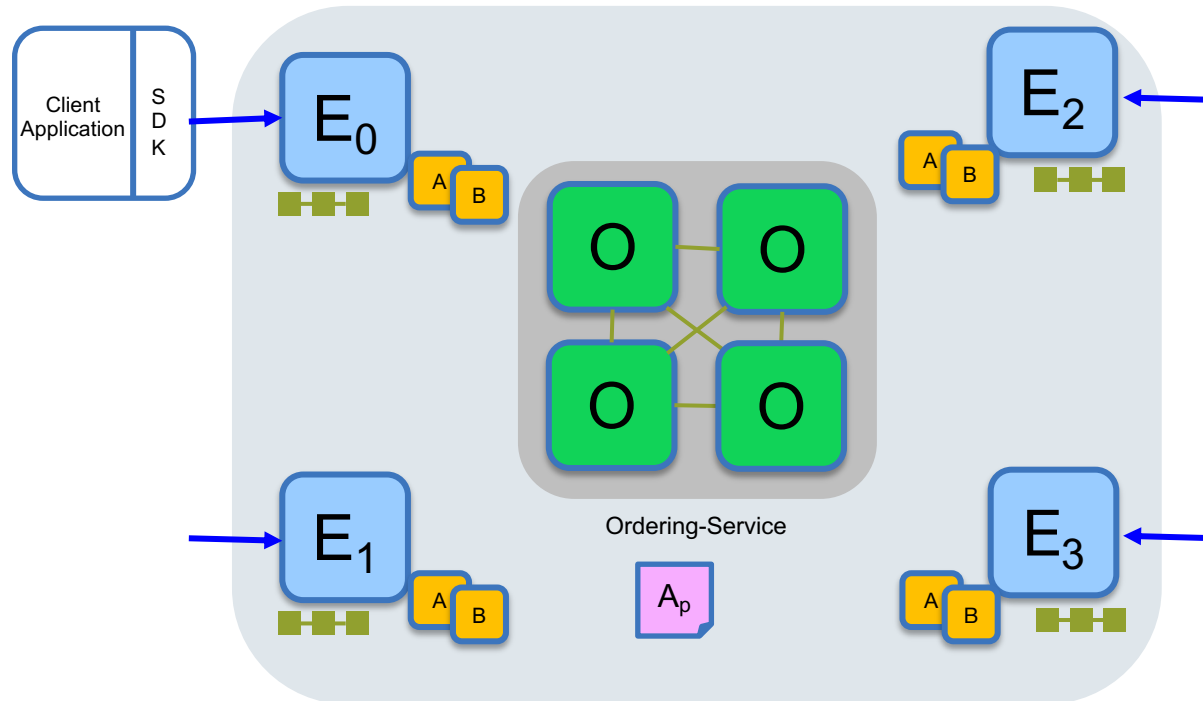 Client
Application
S
D
K
E0
A
B
E2
A
B
O
O
O
O
Ordering-Service
E1
A
B
Ap
E3
A
B